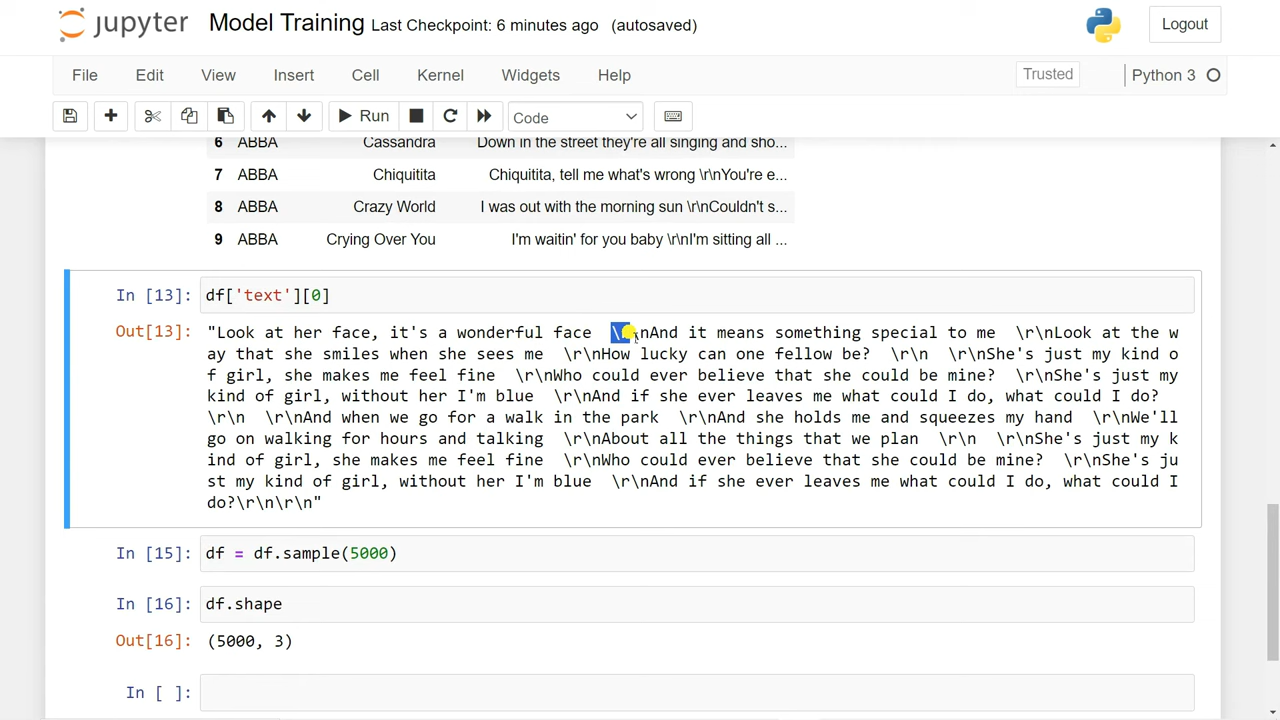 jupyter Model Training Last Checkpoint: 6 minutes ago (autosaved) Logout
File Edit View Insert Cell Kernel Widgets Help Trusted Python 3
Run Code
6 ABBA Cassandra Down in the street they're all singing and sho...
7 ABBA Chiquitita Chiquitita, tell me what's wrong \r\nYou're e...
8 ABBA Crazy World I was out with the morning sun \r\nCouldn't s...
9 ABBA Crying Over You I'm waitin' for you baby \r\nI'm sitting all ...
In [13]: df['text'][0]
Out[13]: "Look at her face, it's a wonderful face  \r\nAnd it means something special to me  \r\nLook at the w
ay that she smiles when she sees me  \r\nHow lucky can one fellow be?  \r\n  \r\nShe's just my kind o
f girl, she makes me feel fine  \r\nWho could ever believe that she could be mine?  \r\nShe's just my
kind of girl, without her I'm blue  \r\nAnd if she ever leaves me what could I do, what could I do?
\r\n  \r\nAnd when we go for a walk in the park  \r\nAnd she holds me and squeezes my hand  \r\nWe'll
go on walking for hours and talking  \r\nAbout all the things that we plan  \r\n  \r\nShe's just my k
ind of girl, she makes me feel fine  \r\nWho could ever believe that she could be mine?  \r\nShe's ju
st my kind of girl, without her I'm blue  \r\nAnd if she ever leaves me what could I do, what could I
do?\r\n\r\n"
In [15]: df = df.sample(5000)
In [16]: df.shape
Out[16]: (5000, 3)
In [ ]: